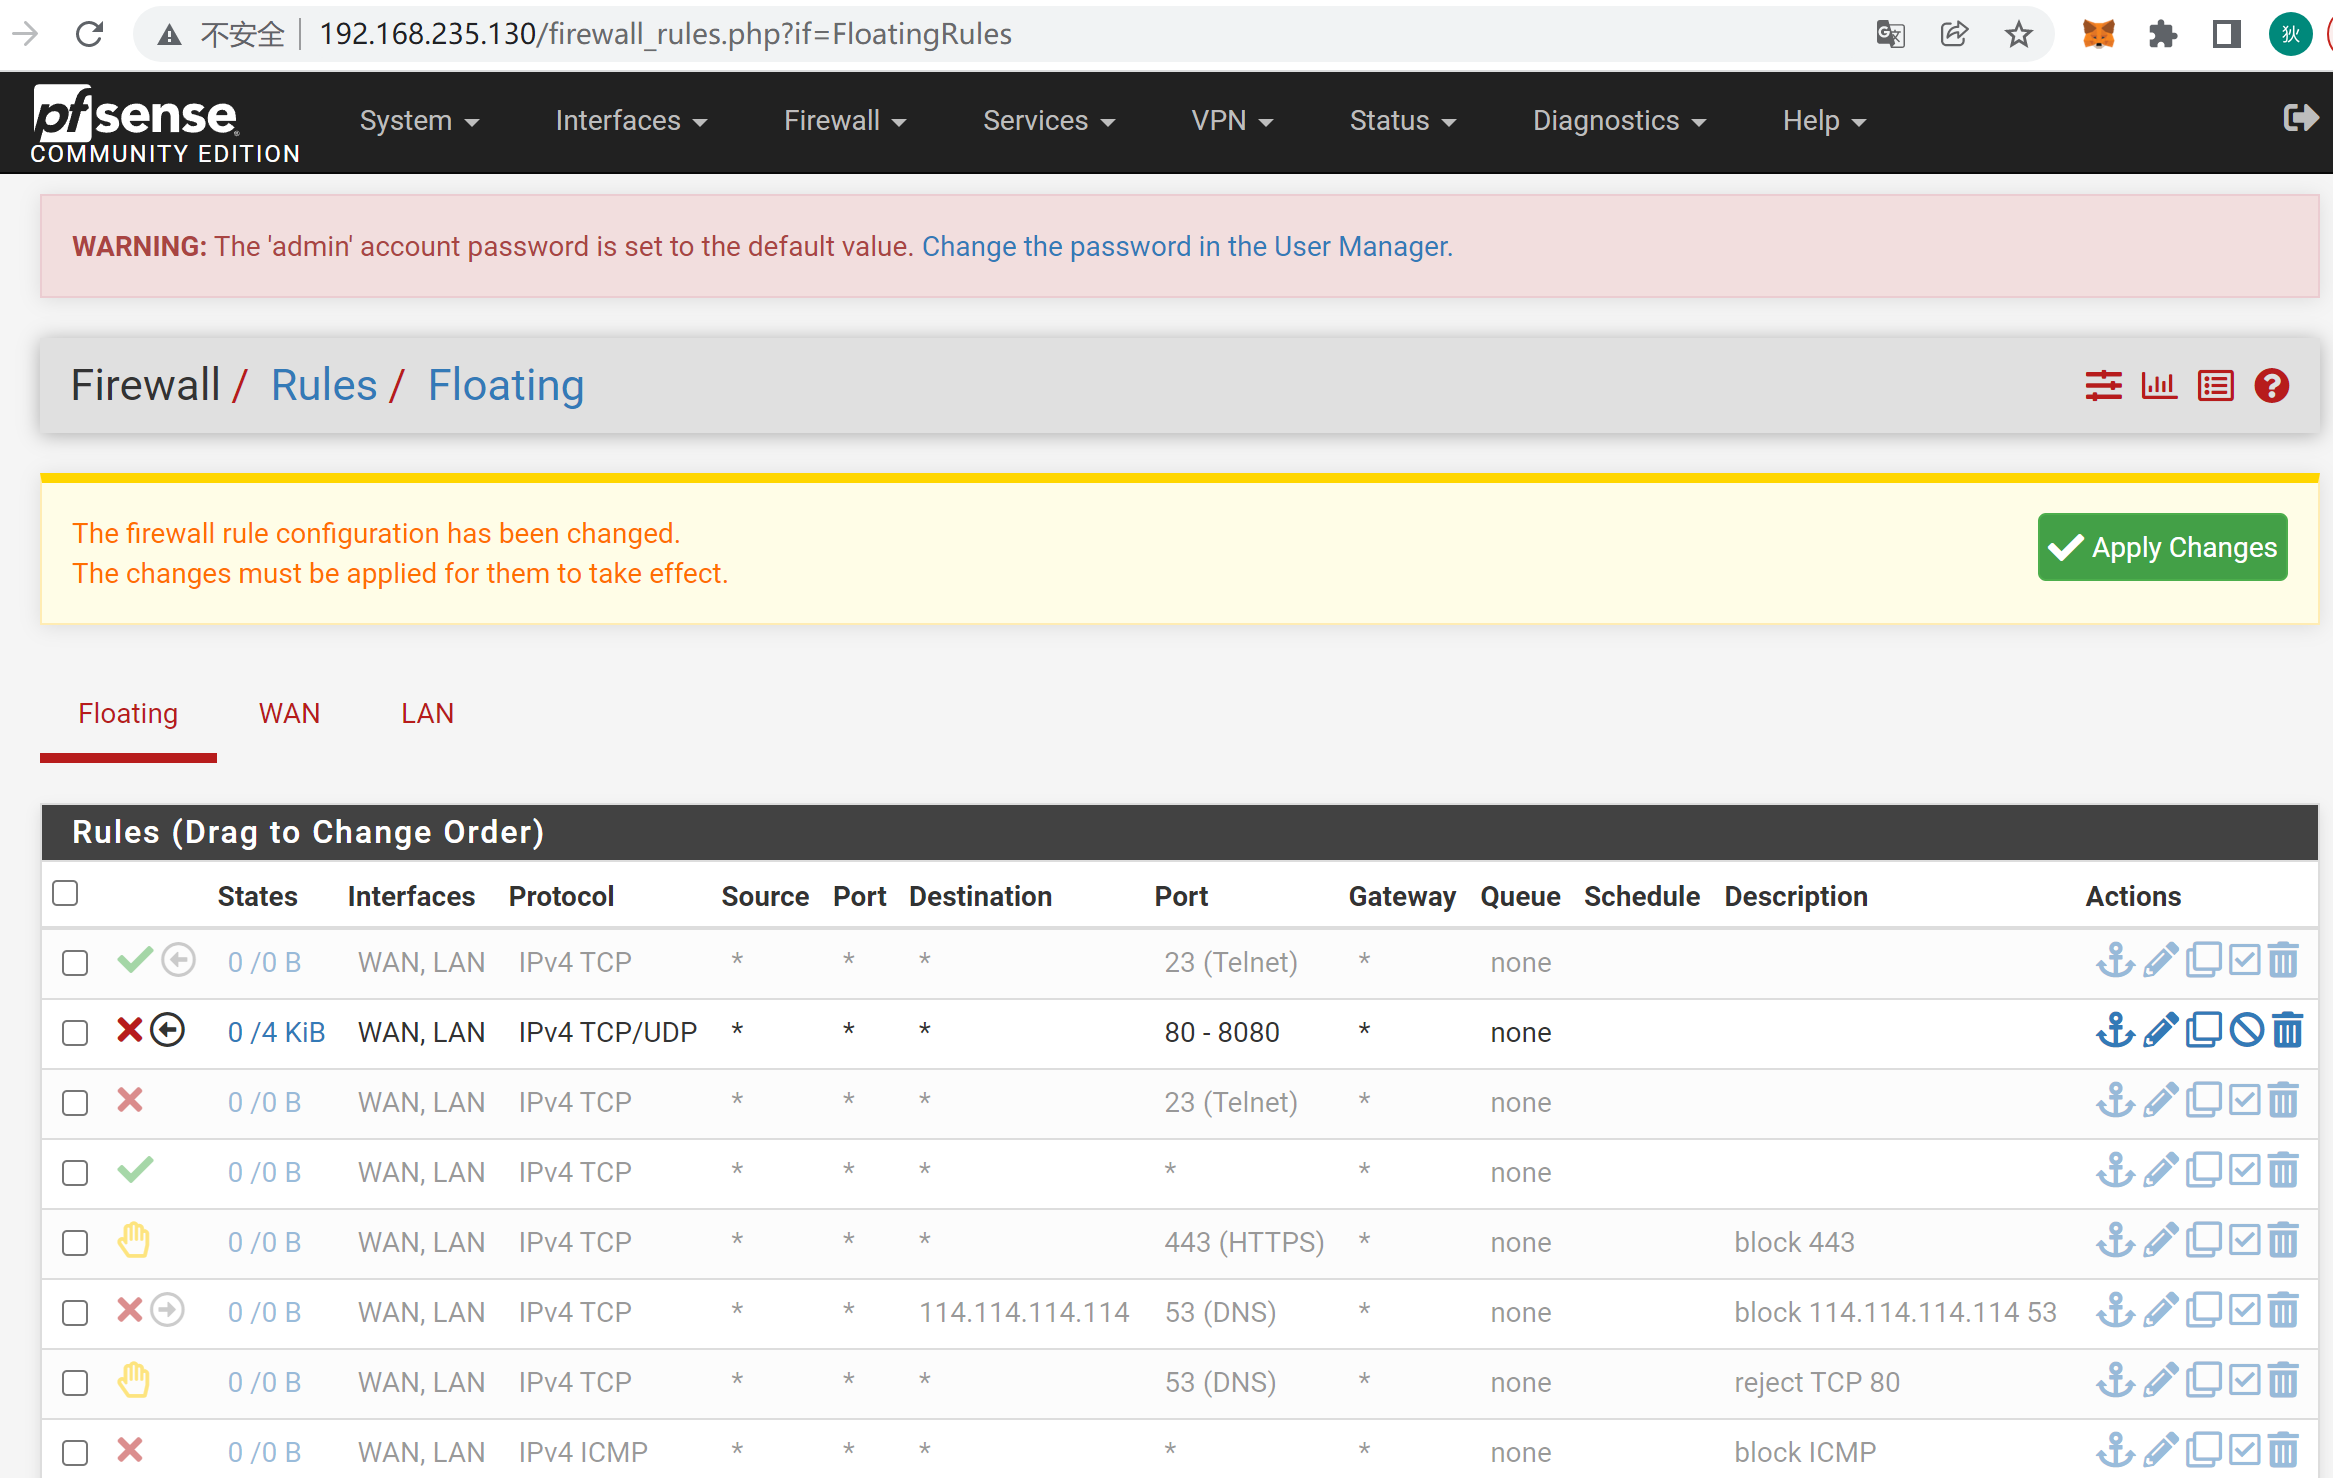 不安全 192.168.235.130/firewall_rules.php?if=FloatingRules
狄
pfsense
COMMUNITY EDITION
System Interfaces Firewall Services VPN Status Diagnostics Help
WARNING: The 'admin' account password is set to the default value. Change the password in the User Manager.
Firewall / Rules / Floating
The firewall rule configuration has been changed.
The changes must be applied for them to take effect.
Apply Changes
Floating WAN LAN
Rules (Drag to Change Order)
States Interfaces Protocol Source Port Destination Port Gateway Queue Schedule Description Actions
0 /0 B WAN, LAN IPv4 TCP * * * 23 (Telnet) * none
0 /4 KiB WAN, LAN IPv4 TCP/UDP * * * 80 - 8080 * none
0 /0 B WAN, LAN IPv4 TCP * * * 23 (Telnet) * none
0 /0 B WAN, LAN IPv4 TCP * * * * * none
0 /0 B WAN, LAN IPv4 TCP * * * 443 (HTTPS) * none block 443
0 /0 B WAN, LAN IPv4 TCP * * 114.114.114.114 53 (DNS) * none block 114.114.114.114 53
0 /0 B WAN, LAN IPv4 TCP * * * 53 (DNS) * none reject TCP 80
0 /0 B WAN, LAN IPv4 ICMP * * * * * none block ICMP